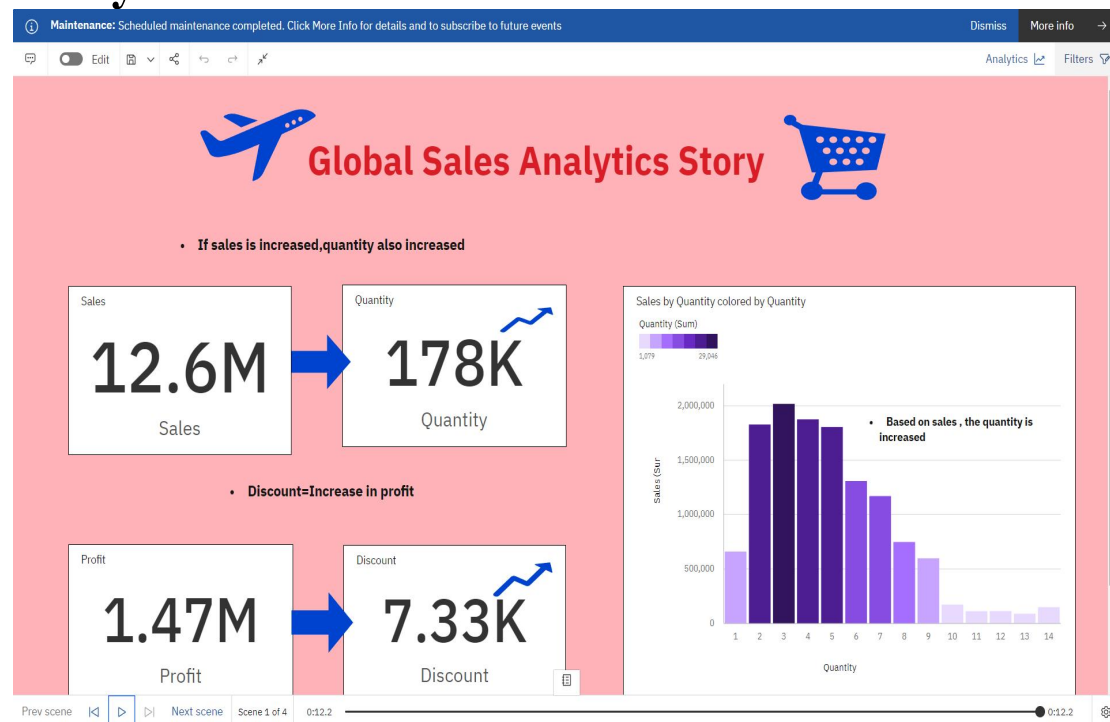 Maintenance: Scheduled maintenance completed. Click More Info for details and to subscribe to future events
Dismiss
More info
Edit
Analytics
Filters
Global Sales Analytics Story
• If sales is increased,quantity also increased
Sales
12.6M
Sales
Quantity
178K
Quantity
• Discount=Increase in profit
Profit
1.47M
Profit
Discount
7.33K
Discount
Sales by Quantity colored by Quantity
Quantity (Sum)
1,079 29,046
2,000,000
• Based on sales , the quantity is
increased
1,500,000
1,000,000
500,000
0
Sales (Sur
1 2 3 4 5 6 7 8 9 10 11 12 13 14
Quantity
Prev scene
Next scene
Scene 1 of 4
0:12.2
0:12.2